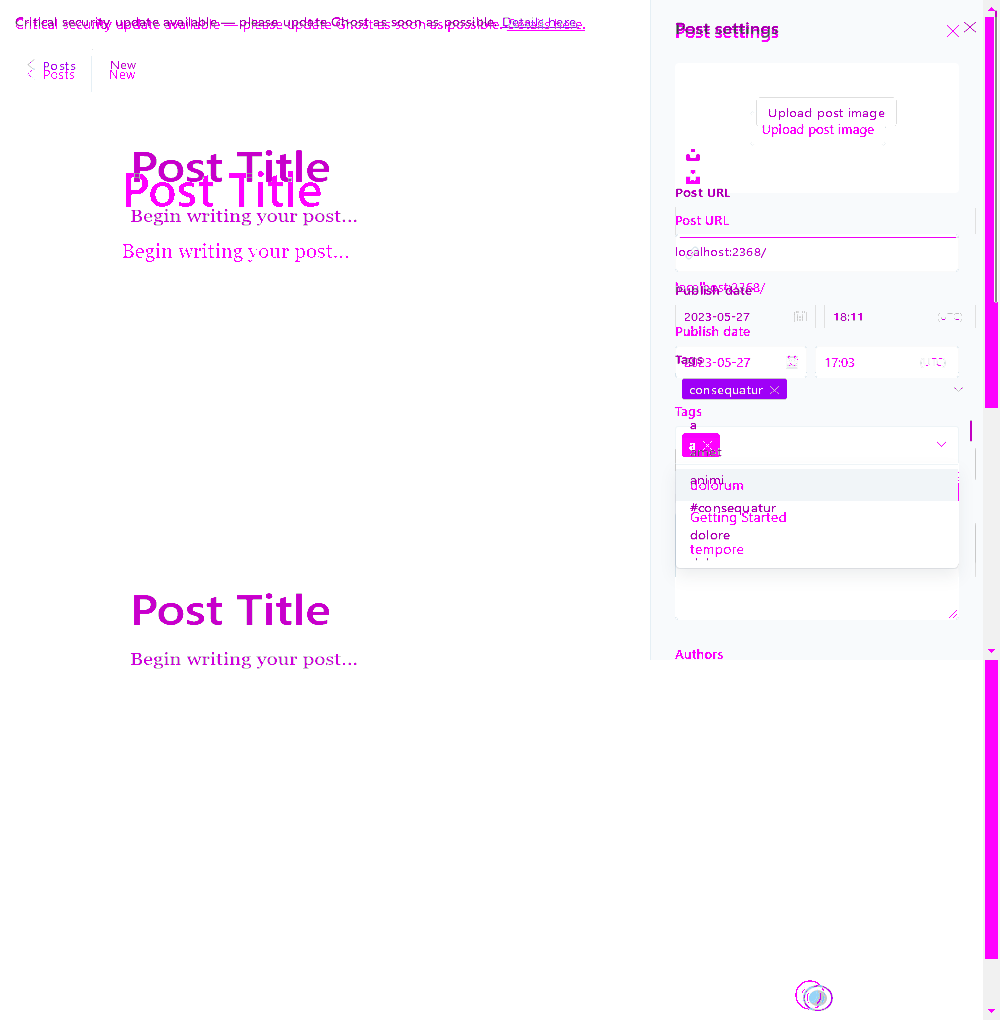 Critical security update available — please update Ghost as soon as possible. Details here.
Critical security update available — please update Ghost as soon as possible. Details here.
Posts New
Posts New
Post settings
Post settings
Upload post image
Upload post image
Post Title
Post Title
Begin writing your post...
Begin writing your post...
Post URL
Post URL
localhost:2368/
localhost:2368/
Publish date
2023-05-27 18:11 (UTC)
Publish date
2023-05-27 17:03 (UTC)
Tags
consequatur
Tags
a
a
animi
dolorum
#consequatur
Getting Started
dolore
tempore
Post Title
Begin writing your post...
Authors